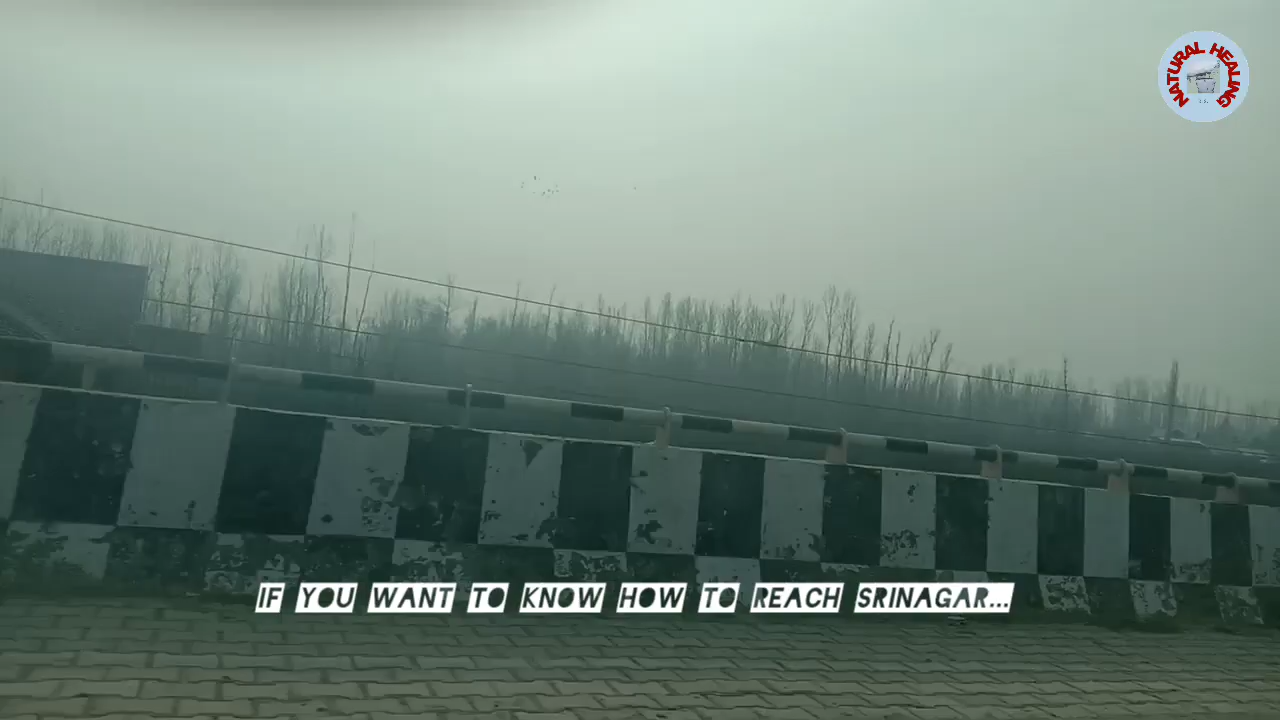 NATURAL HEALING
IF YOU WANT TO KNOW HOW TO REACH SRINAGAR...